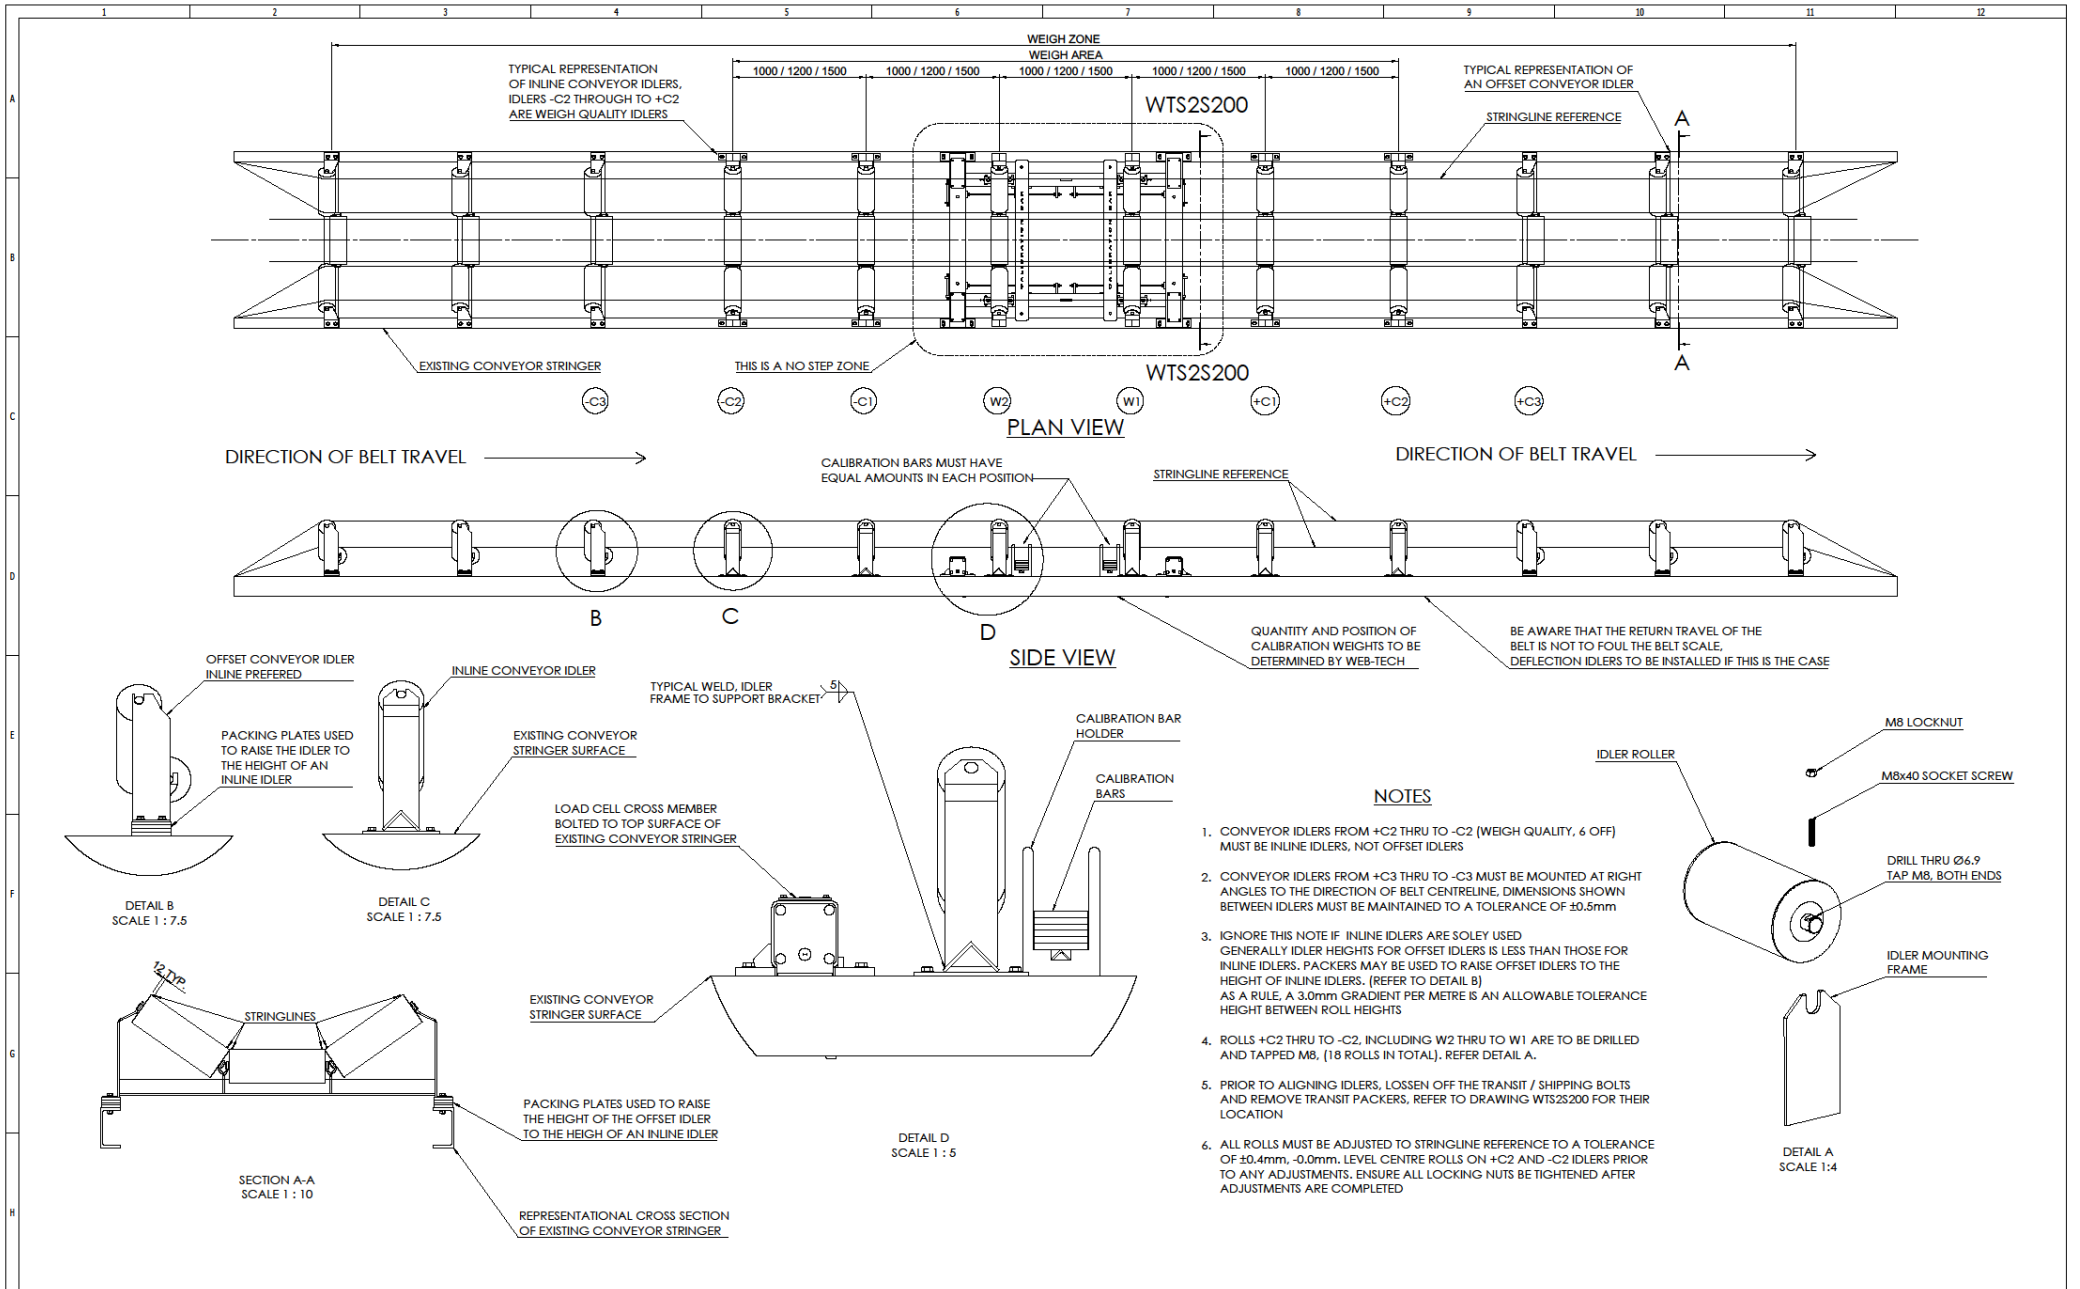 1 2 3 4 5 6 7 8 9 10 11 12
A
B
C
D
E
F
G
H
WEIGH ZONE
WEIGH AREA
1000 / 1200 / 1500 1000 / 1200 / 1500 1000 / 1200 / 1500 1000 / 1200 / 1500 1000 / 1200 / 1500
TYPICAL REPRESENTATION
OF INLINE CONVEYOR IDLERS,
IDLERS -C2 THROUGH TO +C2
ARE WEIGH QUALITY IDLERS
WTS2S200
TYPICAL REPRESENTATION OF
AN OFFSET CONVEYOR IDLER
STRINGLINE REFERENCE
A
EXISTING CONVEYOR STRINGER
THIS IS A NO STEP ZONE
WTS2S200
A
-C3 -C2 -C1 W2 W1 +C1 +C2 +C3
PLAN VIEW
DIRECTION OF BELT TRAVEL
DIRECTION OF BELT TRAVEL
CALIBRATION BARS MUST HAVE
EQUAL AMOUNTS IN EACH POSITION
STRINGLINE REFERENCE
B
C
D
SIDE VIEW
QUANTITY AND POSITION OF
CALIBRATION WEIGHTS TO BE
DETERMINED BY WEB-TECH
BE AWARE THAT THE RETURN TRAVEL OF THE
BELT IS NOT TO FOUL THE BELT SCALE,
DEFLECTION IDLERS TO BE INSTALLED IF THIS IS THE CASE
OFFSET CONVEYOR IDLER
INLINE PREFERED
PACKING PLATES USED
TO RAISE THE IDLER TO
THE HEIGHT OF AN
INLINE IDLER
DETAIL B
SCALE 1 : 7.5
INLINE CONVEYOR IDLER
EXISTING CONVEYOR
STRINGER SURFACE
DETAIL C
SCALE 1 : 7.5
TYPICAL WELD, IDLER
FRAME TO SUPPORT BRACKET
5
LOAD CELL CROSS MEMBER
BOLTED TO TOP SURFACE OF
EXISTING CONVEYOR STRINGER
CALIBRATION BAR
HOLDER
CALIBRATION
BARS
EXISTING CONVEYOR
STRINGER SURFACE
DETAIL D
SCALE 1 : 5
12 TYP.
STRINGLINES
PACKING PLATES USED TO RAISE
THE HEIGHT OF THE OFFSET IDLER
TO THE HEIGH OF AN INLINE IDLER
SECTION A-A
SCALE 1 : 10
REPRESENTATIONAL CROSS SECTION
OF EXISTING CONVEYOR STRINGER
NOTES
1. CONVEYOR IDLERS FROM +C2 THRU TO -C2 (WEIGH QUALITY, 6 OFF)
MUST BE INLINE IDLERS, NOT OFFSET IDLERS
2. CONVEYOR IDLERS FROM +C3 THRU TO -C3 MUST BE MOUNTED AT RIGHT
ANGLES TO THE DIRECTION OF BELT CENTRELINE, DIMENSIONS SHOWN
BETWEEN IDLERS MUST BE MAINTAINED TO A TOLERANCE OF ±0.5mm
3. IGNORE THIS NOTE IF INLINE IDLERS ARE SOLEY USED
GENERALLY IDLER HEIGHTS FOR OFFSET IDLERS IS LESS THAN THOSE FOR
INLINE IDLERS. PACKERS MAY BE USED TO RAISE OFFSET IDLERS TO THE
HEIGHT OF INLINE IDLERS. (REFER TO DETAIL B)
AS A RULE, A 3.0mm GRADIENT PER METRE IS AN ALLOWABLE TOLERANCE
HEIGHT BETWEEN ROLL HEIGHTS
4. ROLLS +C2 THRU TO -C2, INCLUDING W2 THRU TO W1 ARE TO BE DRILLED
AND TAPPED M8, (18 ROLLS IN TOTAL). REFER DETAIL A.
5. PRIOR TO ALIGNING IDLERS, LOSSEN OFF THE TRANSIT / SHIPPING BOLTS
AND REMOVE TRANSIT PACKERS, REFER TO DRAWING WTS2S200 FOR THEIR
LOCATION
6. ALL ROLLS MUST BE ADJUSTED TO STRINGLINE REFERENCE TO A TOLERANCE
OF ±0.4mm, -0.0mm. LEVEL CENTRE ROLLS ON +C2 AND -C2 IDLERS PRIOR
TO ANY ADJUSTMENTS. ENSURE ALL LOCKING NUTS BE TIGHTENED AFTER
ADJUSTMENTS ARE COMPLETED
M8 LOCKNUT
IDLER ROLLER
M8x40 SOCKET SCREW
DRILL THRU Ø6.9
TAP M8, BOTH ENDS
IDLER MOUNTING
FRAME
DETAIL A
SCALE 1:4